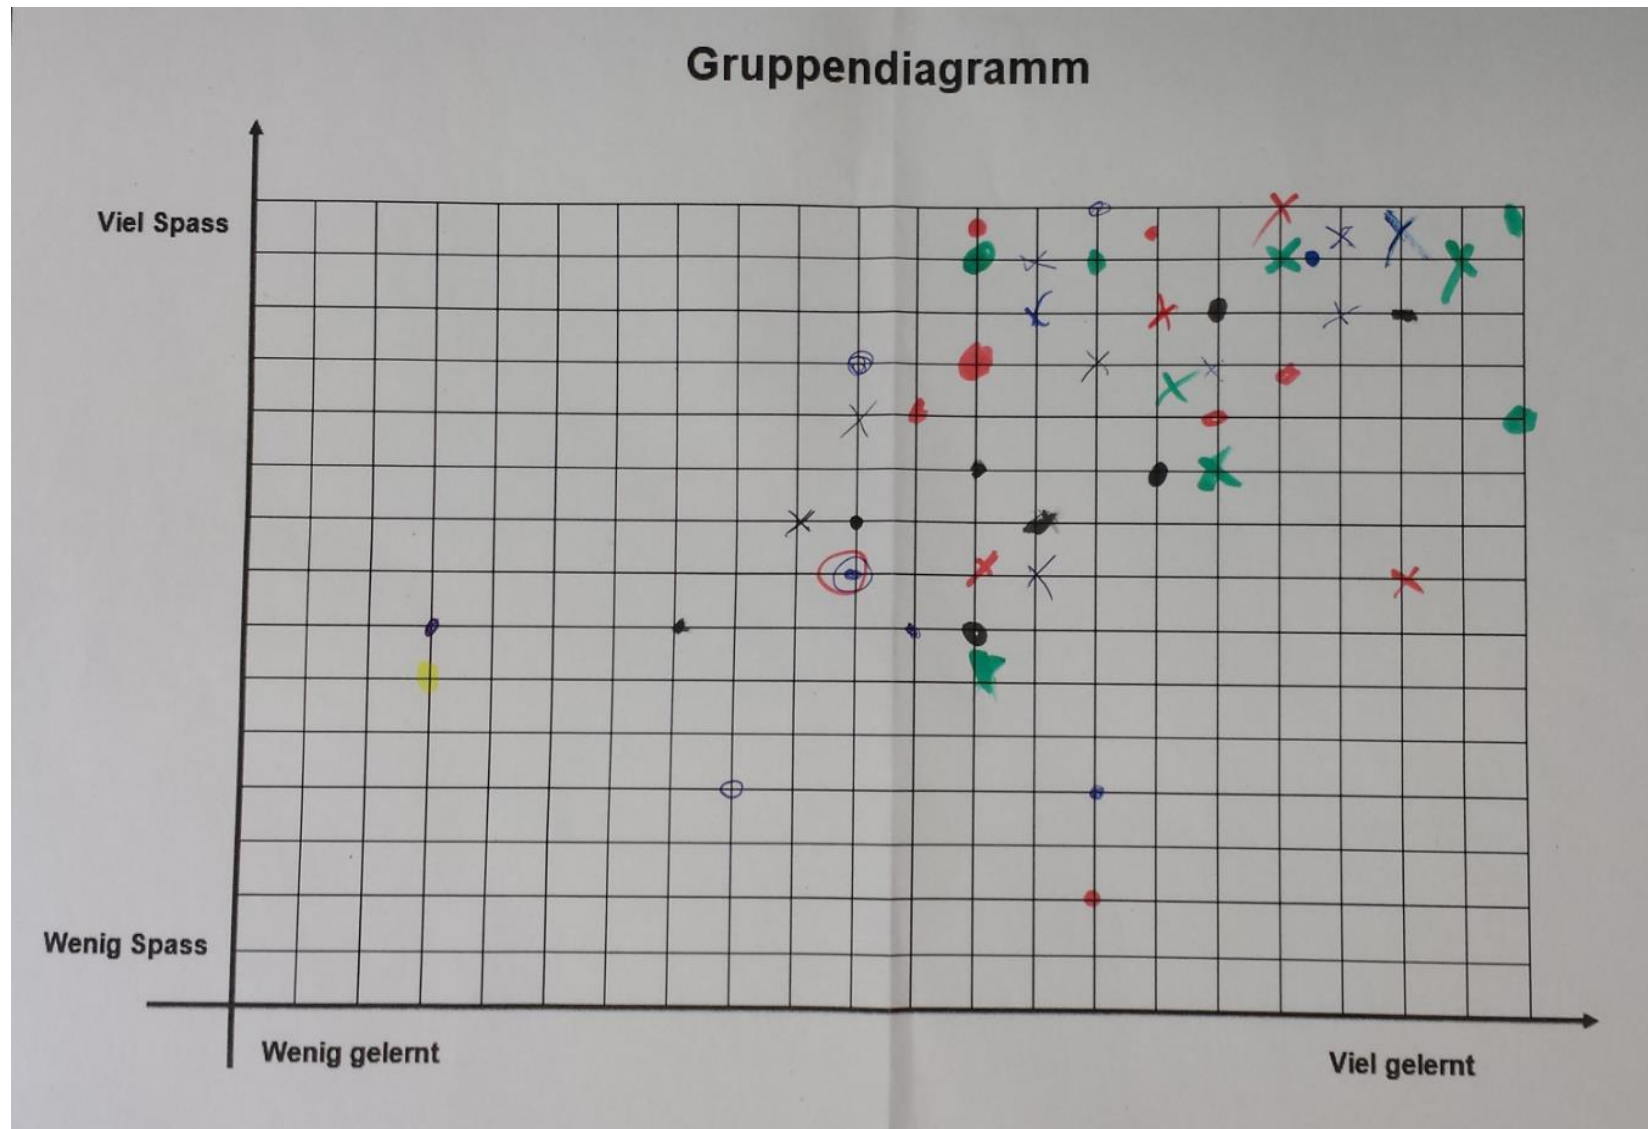 Gruppendiagramm
Viel Spass
Wenig Spass
Wenig gelernt
Viel gelernt